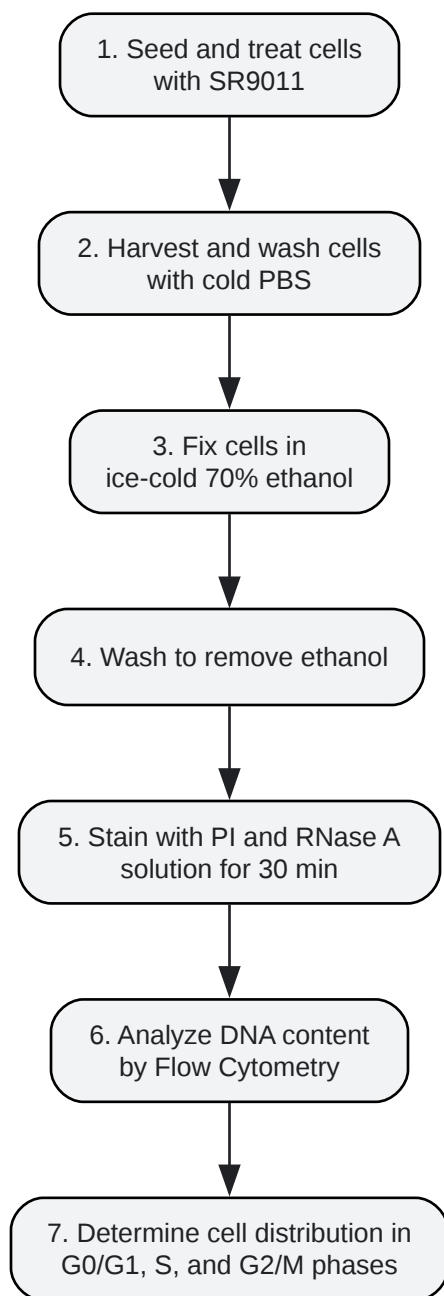 1. Seed and treat cells
with SR9011
2. Harvest and wash cells
with cold PBS
3. Fix cells in
ice-cold 70% ethanol
4. Wash to remove ethanol
5. Stain with PI and RNase A
solution for 30 min
6. Analyze DNA content
by Flow Cytometry
7. Determine cell distribution in
G0/G1, S, and G2/M phases